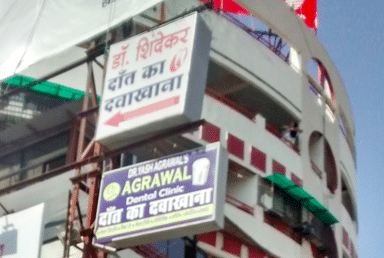 डॉ. शिंदेकर
दाँत का
दवाखाना
DR.YASH AGRAWAL'S
AGRAWAL
Dental Clinic
दाँत का दवाखाना